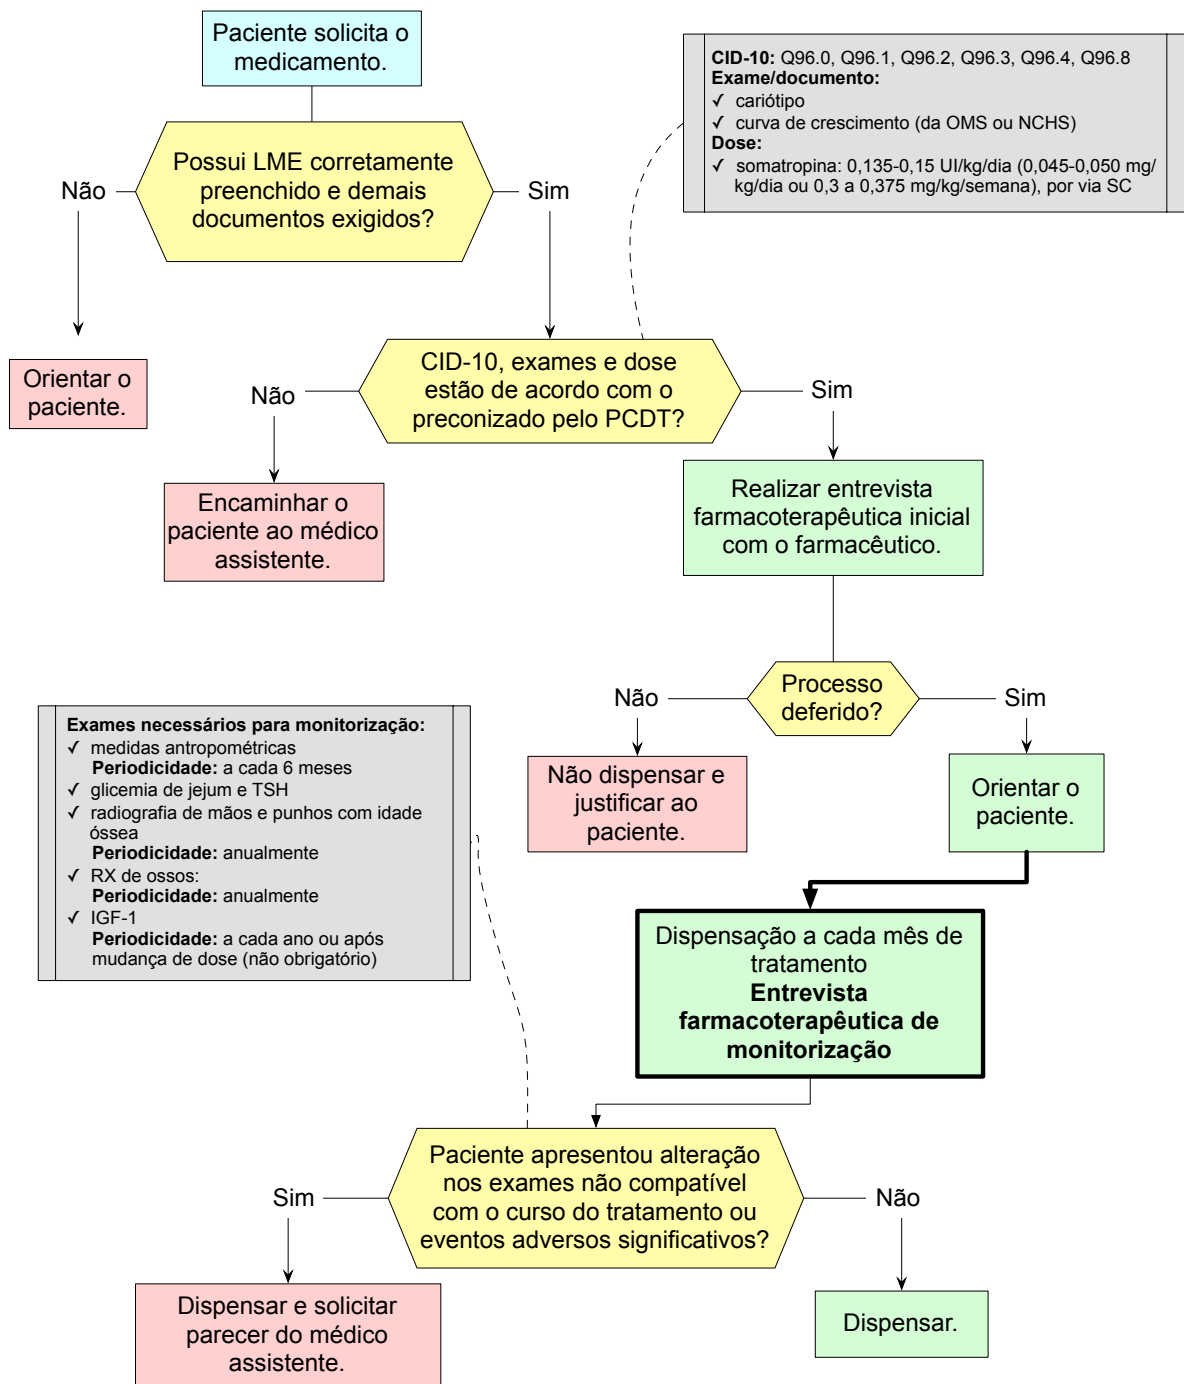 Paciente solicita o
medicamento.
CID-10: Q96.0, Q96.1, Q96.2, Q96.3, Q96.4, Q96.8
Exame/documento:
✓ cariótipo
✓ curva de crescimento (da OMS ou NCHS)
Dose:
✓ somatropina: 0,135-0,15 UI/kg/dia (0,045-0,050 mg/
kg/dia ou 0,3 a 0,375 mg/kg/semana), por via SC
Possui LME corretamente
preenchido e demais
documentos exigidos?
Não
Sim
Orientar o
paciente.
CID-10, exames e dose
estão de acordo com o
preconizado pelo PCDT?
Não
Sim
Encaminhar o
paciente ao médico
assistente.
Realizar entrevista
farmacoterapêutica inicial
com o farmacêutico.
Processo
deferido?
Não
Sim
Não dispensar e
justificar ao
paciente.
Orientar o
paciente.
Exames necessários para monitorização:
✓ medidas antropométricas
Periodicidade: a cada 6 meses
✓ glicemia de jejum e TSH
✓ radiografia de mãos e punhos com idade
óssea
Periodicidade: anualmente
✓ RX de ossos:
Periodicidade: anualmente
✓ IGF-1
Periodicidade: a cada ano ou após
mudança de dose (não obrigatório)
Dispensação a cada mês de
tratamento
Entrevista
farmacoterapêutica de
monitorização
Paciente apresentou alteração
nos exames não compatível
com o curso do tratamento ou
eventos adversos significativos?
Sim
Não
Dispensar e solicitar
parecer do médico
assistente.
Dispensar.